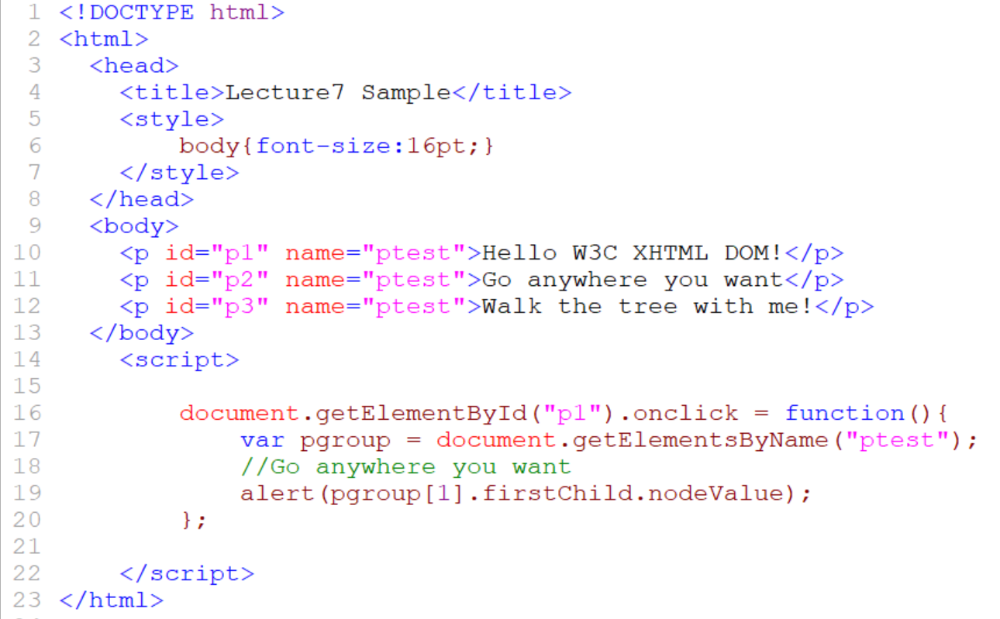 1 <!DOCTYPE html>
2 <html>
3   <head>
4     <title>Lecture7 Sample</title>
5     <style>
6         body{font-size:16pt;}
7     </style>
8   </head>
9   <body>
10     <p id="p1" name="ptest">Hello W3C XHTML DOM!</p>
11     <p id="p2" name="ptest">Go anywhere you want</p>
12     <p id="p3" name="ptest">Walk the tree with me!</p>
13   </body>
14     <script>
15
16         document.getElementById("p1").onclick = function(){
17             var pgroup = document.getElementsByName("ptest");
18             //Go anywhere you want
19             alert(pgroup[1].firstChild.nodeValue);
20         };
21
22     </script>
23 </html>